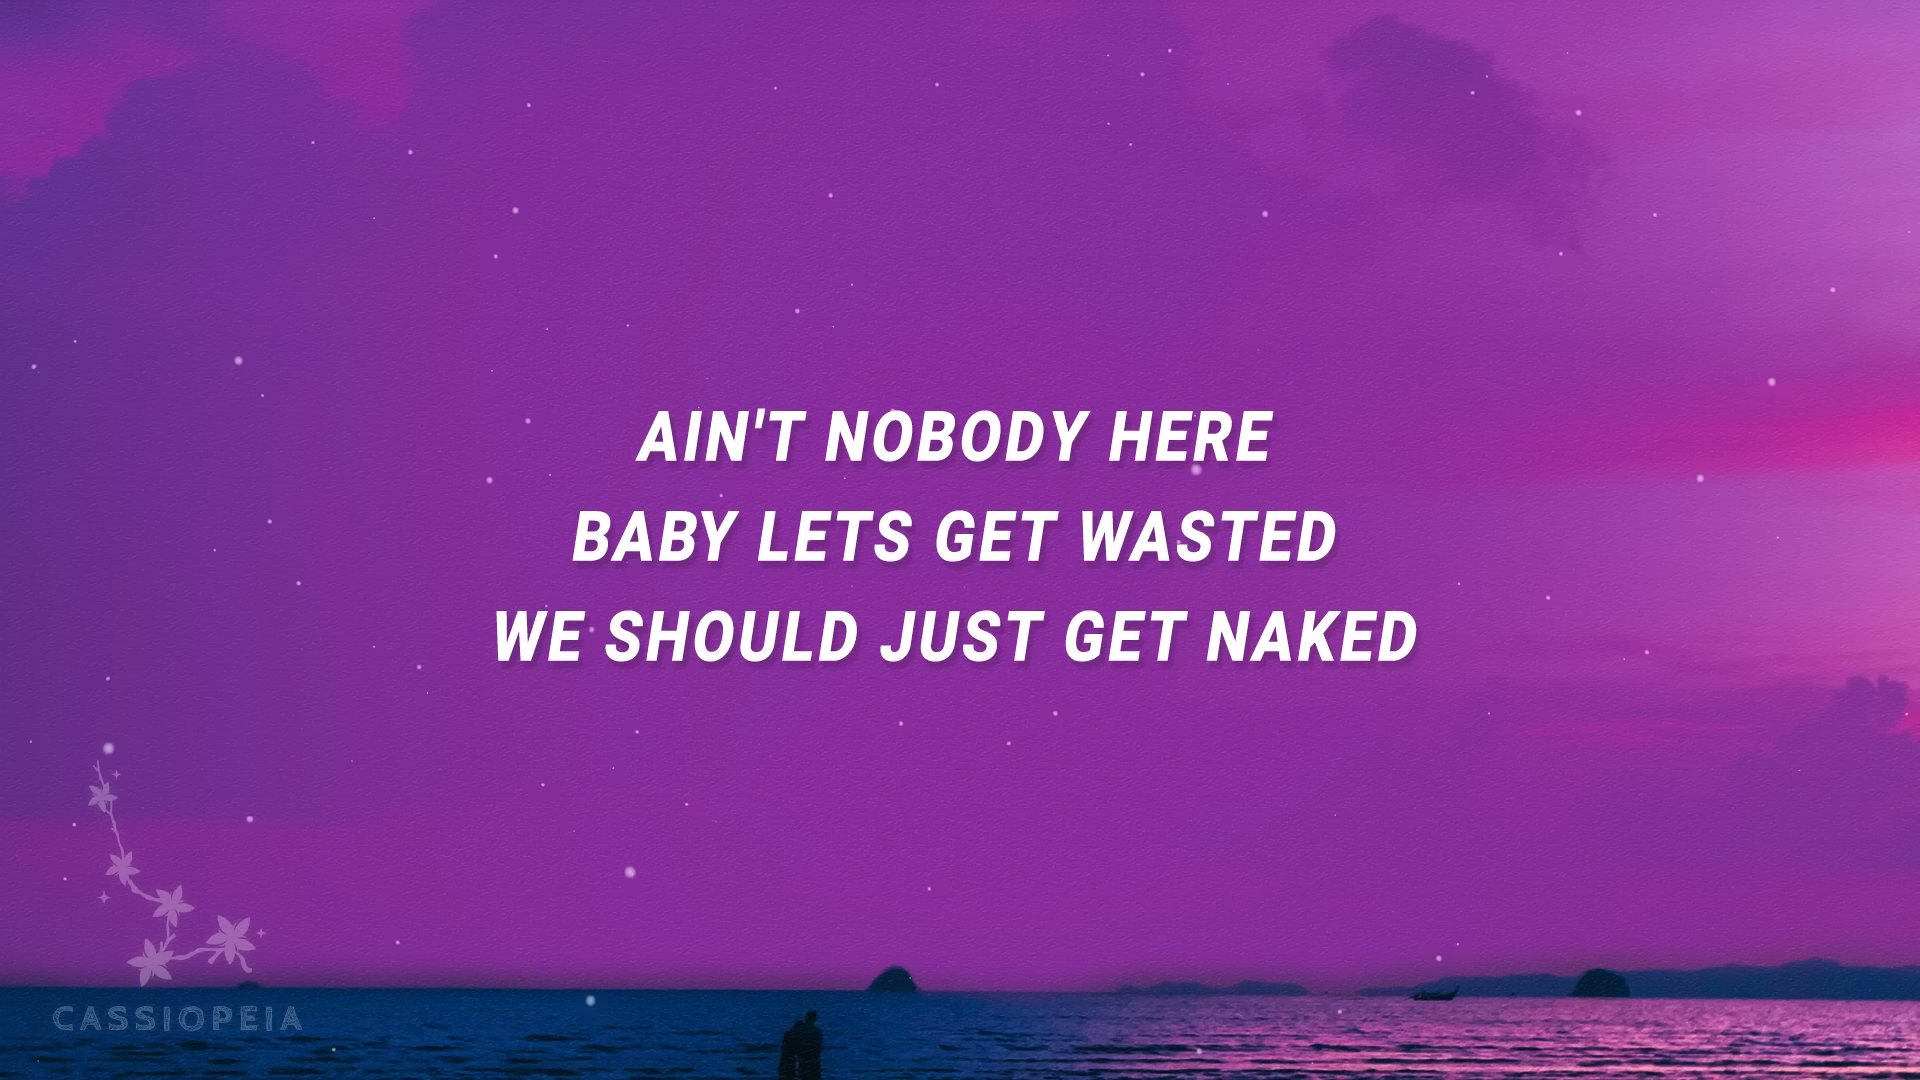 AIN'T NOBODY HERE
BABY LETS GET WASTED
WE SHOULD JUST GET NAKED
CASSIOPEIA